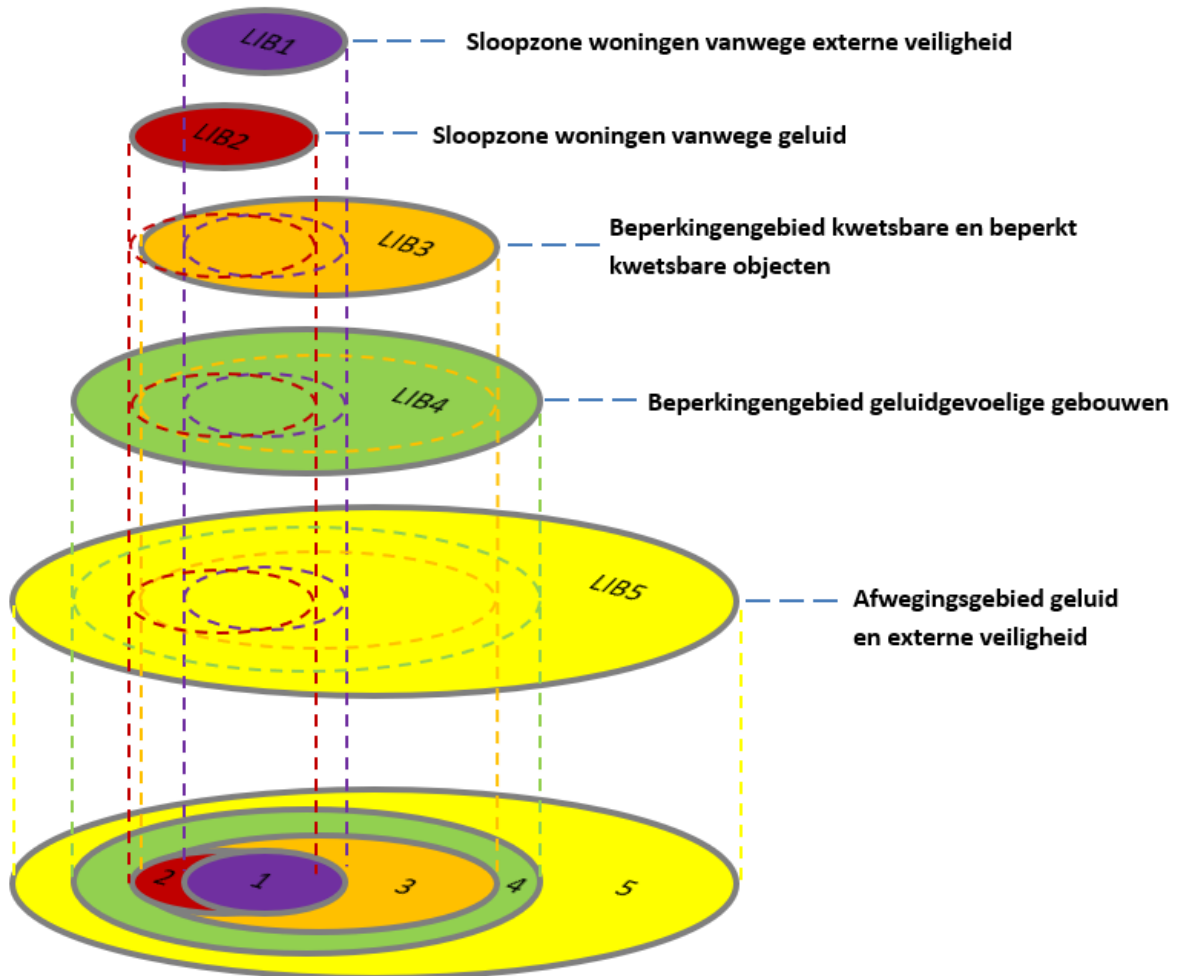 LIB1
Sloopzone woningen vanwege externe veiligheid
LIB2
Sloopzone woningen vanwege geluid
LIB3
Beperkingengebied kwetsbare en beperkt
kwetsbare objecten
LIB4
Beperkingengebied geluidgevoelige gebouwen
LIB5
Afwegingsgebied geluid
en externe veiligheid
2
1
3
4
5